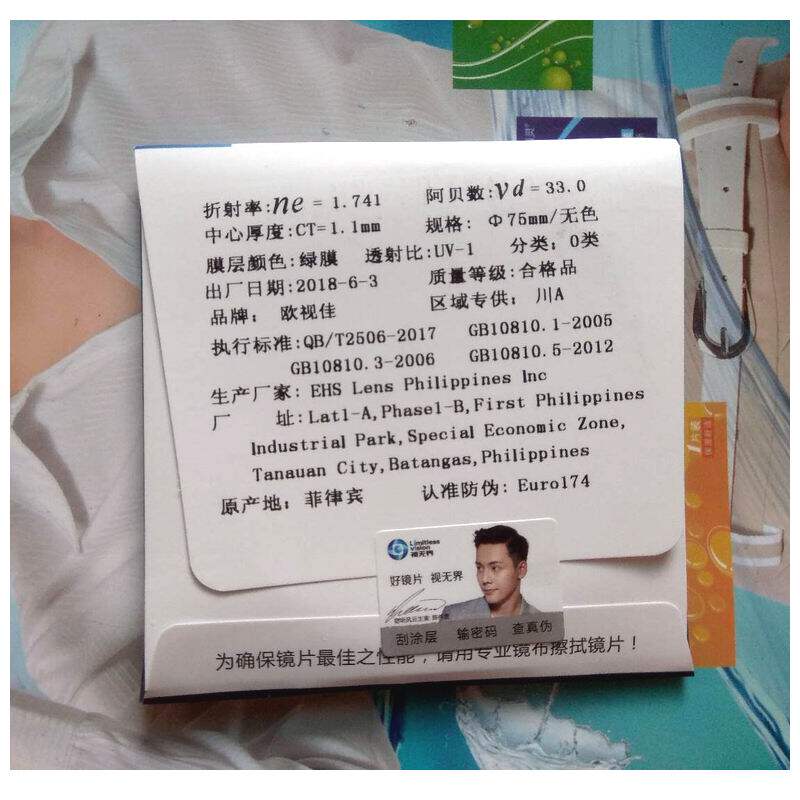 折射率:ne = 1.741 阿贝数:vd = 33.0
中心厚度:CT=1.1mm 规格: Φ75mm/无色
膜层颜色:绿膜 透射比:UV-1 分类: 0类
出厂日期:2018-6-3 质量等级:合格品
品牌: 欧视佳 区域专供: 川A
执行标准:QB/T2506-2017 GB10810.1-2005
GB10810.3-2006 GB10810.5-2012
生产厂家: EHS Lens Philippines Inc
厂 址:Lat1-A,Phase1-B,First Philippines
Industrial Park,Special Economic Zone,
Tanauan City,Batangas,Philippines
原产地: 菲律宾 认准防伪: Euro174
Limitless
vision
视无界
好镜片 视无界
刮涂层 输密码 查真伪
为确保镜片最佳之性能，请用专业镜布擦拭镜片！
1片装